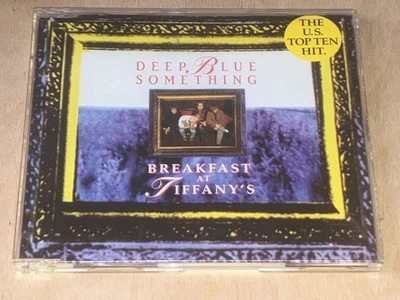 THE
U.S.
TOP TEN
HIT.
DEEP BLUE
SOMETHING
BREAKFAST
AT
TIFFANY'S